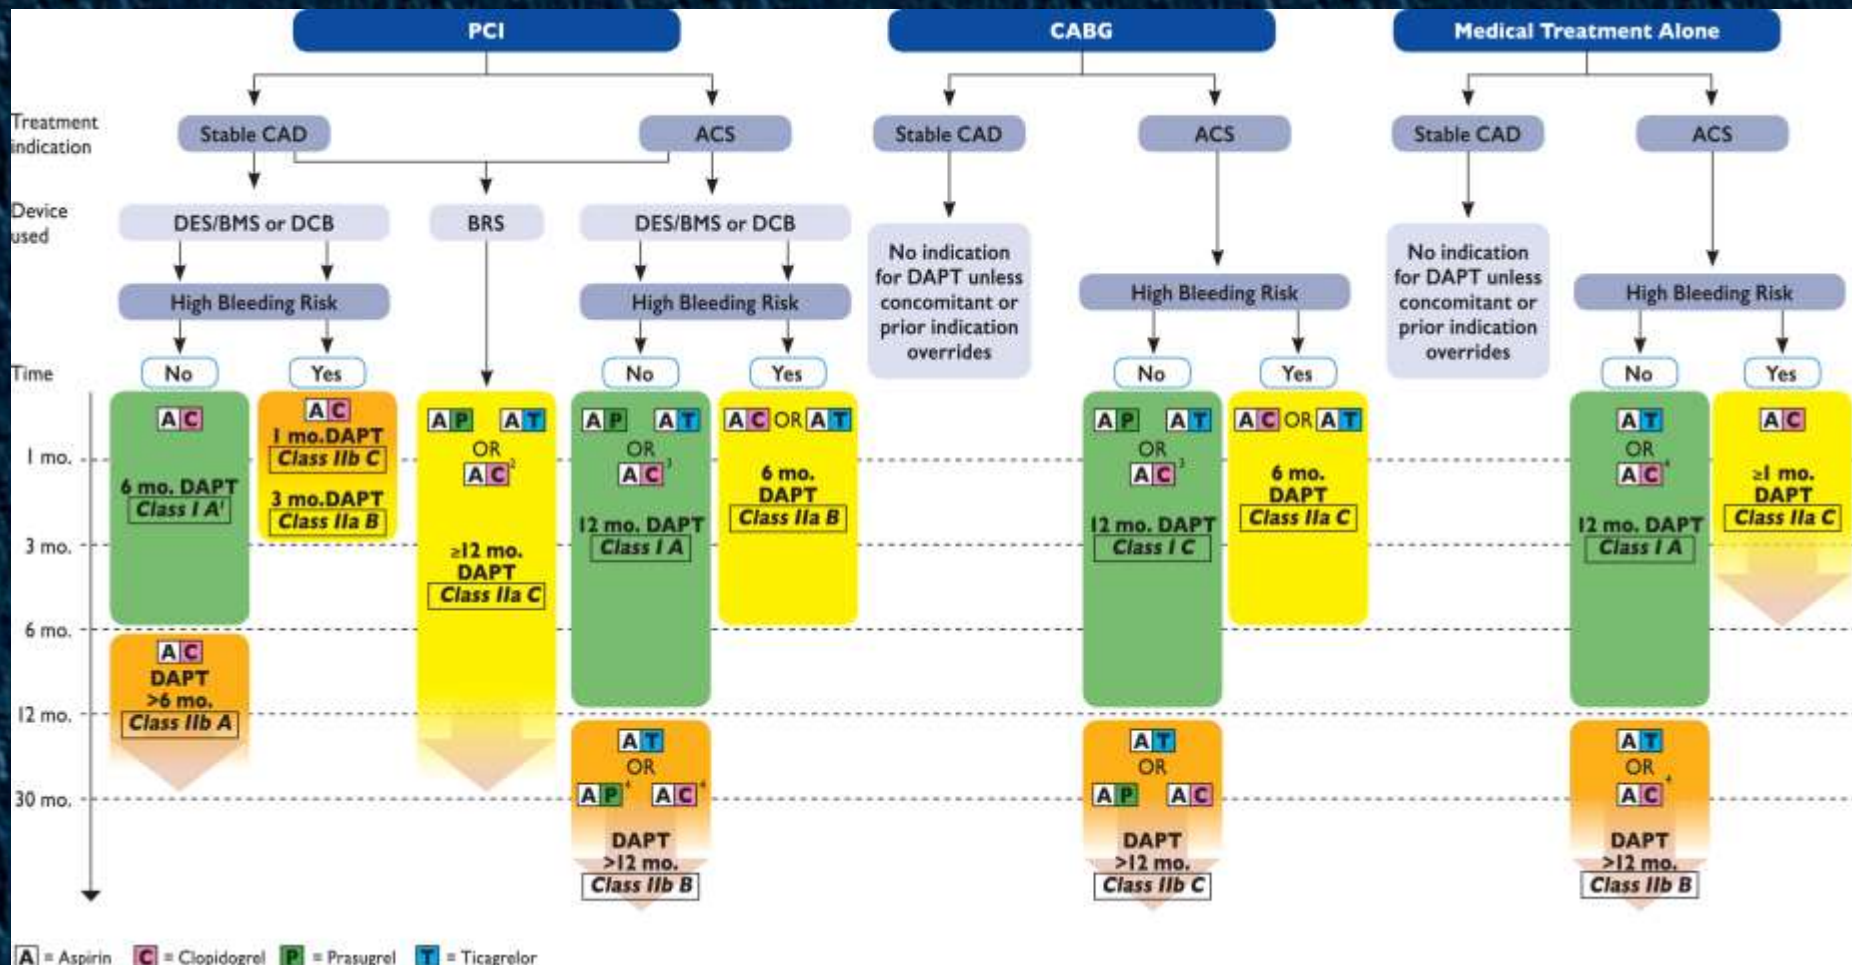 PCI
CABG
Medical Treatment Alone
Treatment
indication
Stable CAD
ACS
Stable CAD
ACS
Stable CAD
ACS
Device
used
DES/BMS or DCB
BRS
DES/BMS or DCB
No indication
for DAPT unless
concomitant or
prior indication
overrides
No indication
for DAPT unless
concomitant or
prior indication
overrides
High Bleeding Risk
High Bleeding Risk
High Bleeding Risk
High Bleeding Risk
Time
No
Yes
No
Yes
No
Yes
No
Yes
1 mo.
3 mo.
6 mo.
12 mo.
30 mo.
A C
6 mo. DAPT
Class I A¹
A C
DAPT
>6 mo.
Class IIb A
A C
1 mo.DAPT
Class IIb C
3 mo.DAPT
Class IIa B
A P A T
OR
A C²
≥12 mo.
DAPT
Class IIa C
A P A T
OR
A C³
12 mo. DAPT
Class I A
A T
OR
A P⁴ A C⁴
DAPT
>12 mo.
Class IIb B
A C OR A T
6 mo.
DAPT
Class IIa B
A P A T
OR
A C³
12 mo. DAPT
Class I C
A T
OR
A P A C
DAPT
>12 mo.
Class IIb C
A C OR A T
6 mo.
DAPT
Class IIa C
A T
OR
A C⁴
12 mo. DAPT
Class I A
A T
OR
A C⁴
DAPT
>12 mo.
Class IIb B
A C
≥1 mo.
DAPT
Class IIa C
A = Aspirin C = Clopidogrel P = Prasugrel T = Ticagrelor